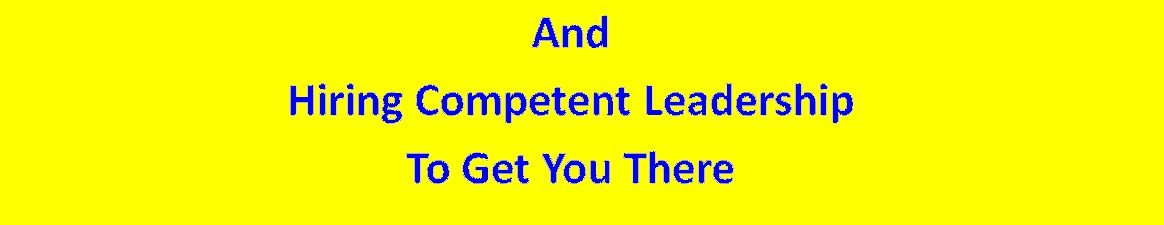 And
Hiring Competent Leadership
To Get You There